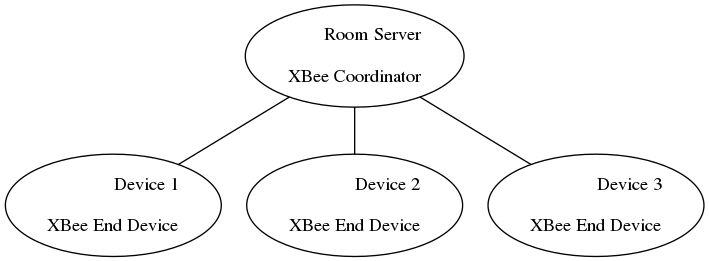 Room Server
XBee Coordinator
Device 1
XBee End Device
Device 2
XBee End Device
Device 3
XBee End Device